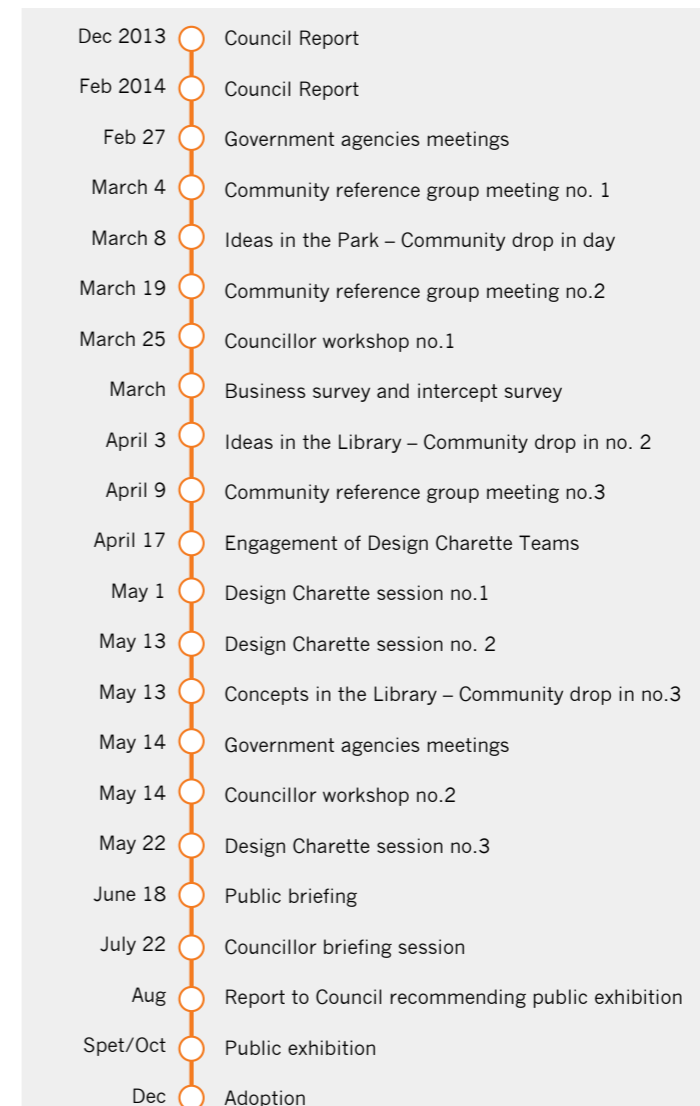 Dec 2013 Council Report
Feb 2014 Council Report
Feb 27 Government agencies meetings
March 4 Community reference group meeting no. 1
March 8 Ideas in the Park – Community drop in day
March 19 Community reference group meeting no.2
March 25 Councillor workshop no.1
March Business survey and intercept survey
April 3 Ideas in the Library – Community drop in no. 2
April 9 Community reference group meeting no.3
April 17 Engagement of Design Charette Teams
May 1 Design Charette session no.1
May 13 Design Charette session no. 2
May 13 Concepts in the Library – Community drop in no.3
May 14 Government agencies meetings
May 14 Councillor workshop no.2
May 22 Design Charette session no.3
June 18 Public briefing
July 22 Councillor briefing session
Aug Report to Council recommending public exhibition
Spet/Oct Public exhibition
Dec Adoption